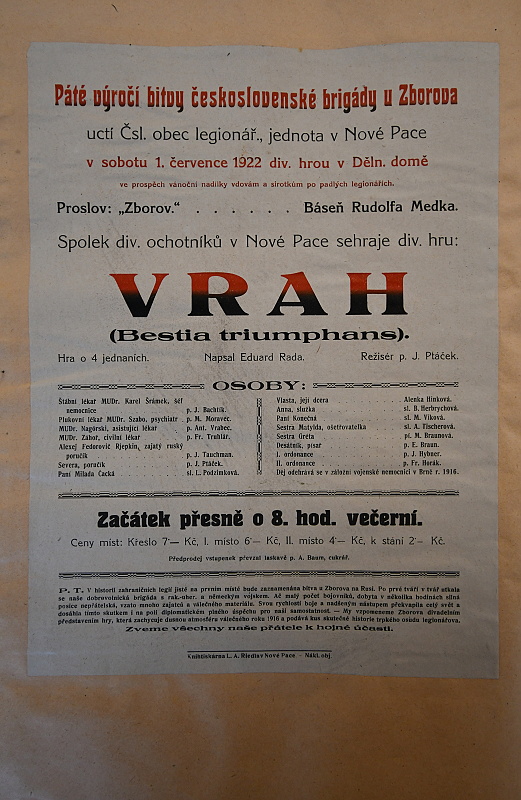 Páté výročí bitvy československé brigády u Zborova
uctí Čsl. obec legionář., jednota v Nové Pace
v sobotu 1. července 1922 div. hrou v Děln. domě
ve prospěch vánoční nadílky vdovám a sirotkům po padlých legionářích.
Proslov: „Zborov.“ . . . . . . Báseň Rudolfa Medka.
Spolek div. ochotníků v Nové Pace sehraje div. hru:
VRAH
(Bestia triumphans).
Hra o 4 jednaních. Napsal Eduard Rada. Režisér p. J. Ptáček.
OSOBY:
Štábní lékař MUDr. Karel Šrámek, šéf
nemocnice . . . p. J. Bachtík.
Plukovní lékař MUDr. Szabo, psychiatr . p. M. Moravec.
MUDr. Nagórski, asistující lékař . p. Ant. Vrabec.
MUDr. Záhoř, civilní lékař . p. Fr. Truhlář.
Alexej Fedorovič Rjepkin, zajatý ruský
poručík . . . p. J. Tauchman.
Severa, poručík . . . p. J. Ptáček.
Paní Milada Čacká . . . sl. L. Podzimková.
Vlasta, její dcera . . . Alenka Hinková.
Anna, služka . . . sl. B. Herbrychová.
Paní Konečná . . . sl. M. Víková.
Sestra Matylda, ošetřovatelka . sl. A. Fischerová.
Sestra Gréta . . . pí. M. Braunová.
Desátník, písař . . . p. E. Braun.
I. ordonance . . . p. J. Hybner.
II. ordonance . . . p. Fr. Horák.
Děj odehrává se v záložní vojenské nemocnici v Brně r. 1916.
Začátek přesně o 8. hod. večerní.
Ceny míst: Křeslo 7·— Kč, I. místo 6·— Kč, II. místo 4·— Kč, k stání 2·— Kč.
Předprodej vstupenek převzal laskavě p. A. Baum, cukrář.
P. T. V historii zahraničních legií jistě na prvním místě bude zaznamenána bitva u Zborova na Rusi. Po prvé tváří v tvář utkala
se naše dobrovolnická brigáda s rak.-uher. a německým vojskem. Ač malý počet bojovníků, dobyta v několika hodinách silná
posice nepřátelská, vzato mnoho zajatců a válečného materiálu. Svou rychlostí boje a nadšeným nástupem překvapila celý svět a
dosáhla tímto skutkem i na poli diplomatickém plného úspěchu pro naši samostatnost. — My vzpomeneme Zborova divadelním
představením hry, která zachycuje dusnou atmosféru válečného roku 1916 a podává kus skutečné historie trpkého osudu legionářova.
Zveme všechny naše přátele k hojné účasti.
Knihtiskárna L. A. Riedla v Nové Pace. — Nákl. obj.